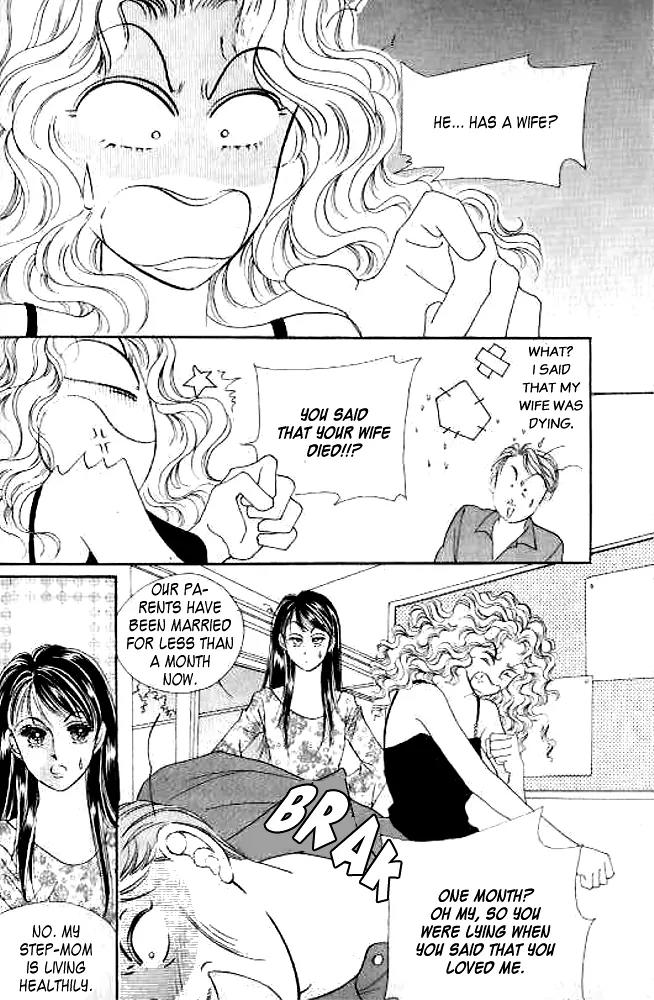 HE... HAS A WIFE?
YOU SAID
THAT YOUR WIFE
DIED!!?
WHAT?
I SAID
THAT MY
WIFE WAS
DYING.
OUR PA-
RENTS HAVE
BEEN MARRIED
FOR LESS THAN
A MONTH
NOW.
NO. MY
STEP-MOM
IS LIVING
HEALTHILY.
BRAK
ONE MONTH?
OH MY, SO YOU
WERE LYING WHEN
YOU SAID THAT YOU
LOVED ME.